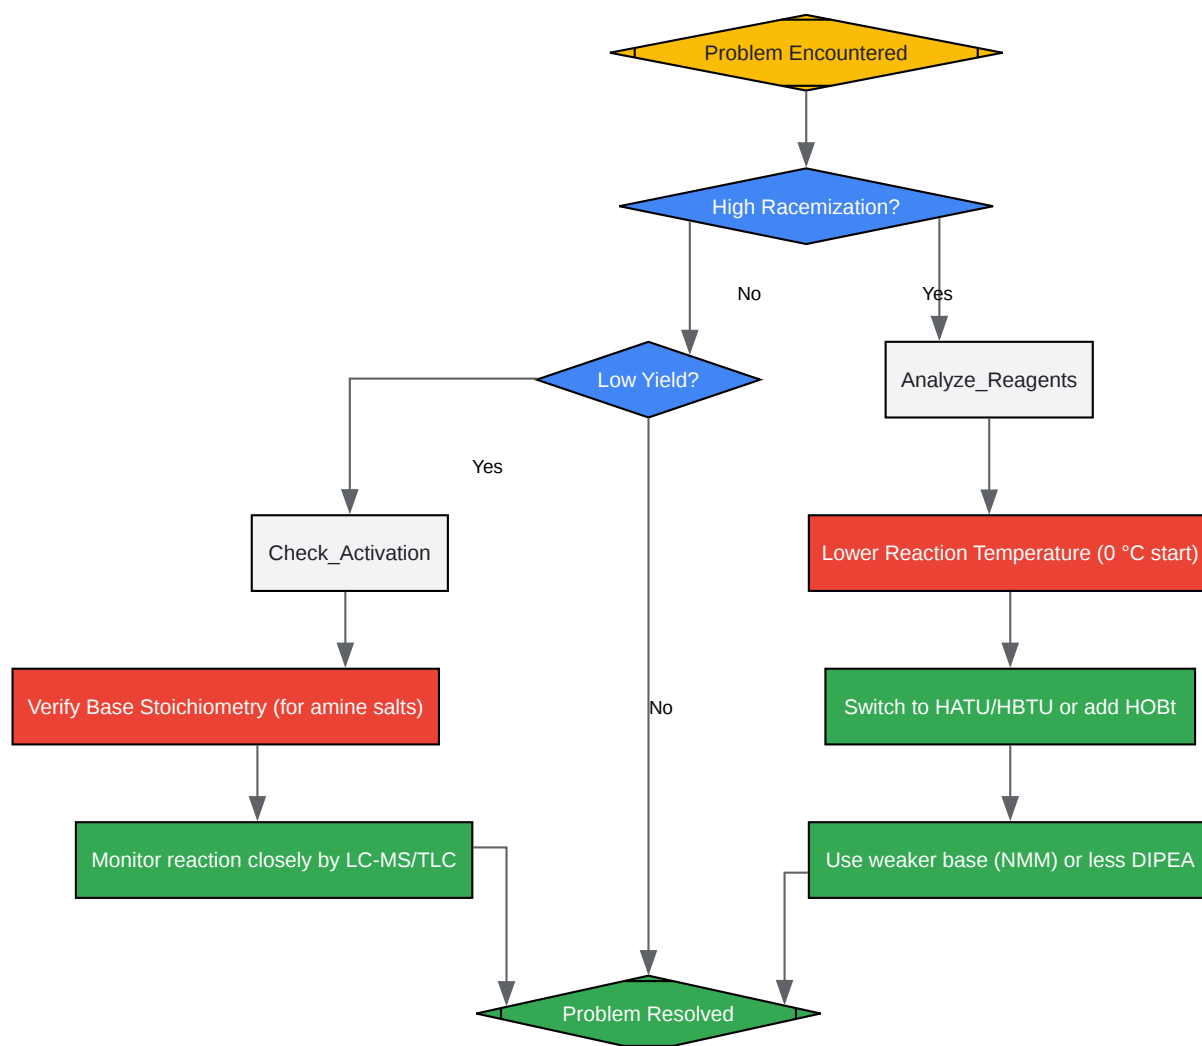 Problem Encountered
High Racemization?
No
Yes
Low Yield?
Analyze_Reagents
Yes
Check_Activation
Lower Reaction Temperature (0 °C start)
Verify Base Stoichiometry (for amine salts)
No
Switch to HATU/HBTU or add HOBt
Monitor reaction closely by LC-MS/TLC
Use weaker base (NMM) or less DIPEA
Problem Resolved